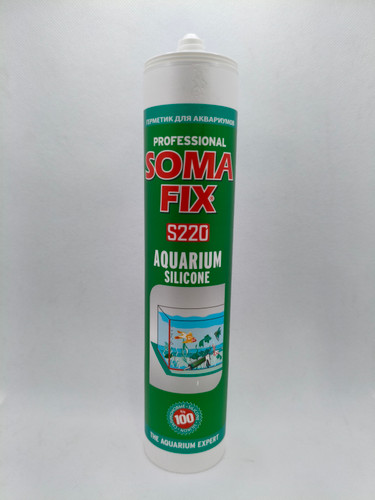 ГЕРМЕТИК ДЛЯ АКВАРИУМОВ
PROFESSIONAL
SOMA
FIX
S220
AQUARIUM
SILICONE
100
THE AQUARIUM EXPERT